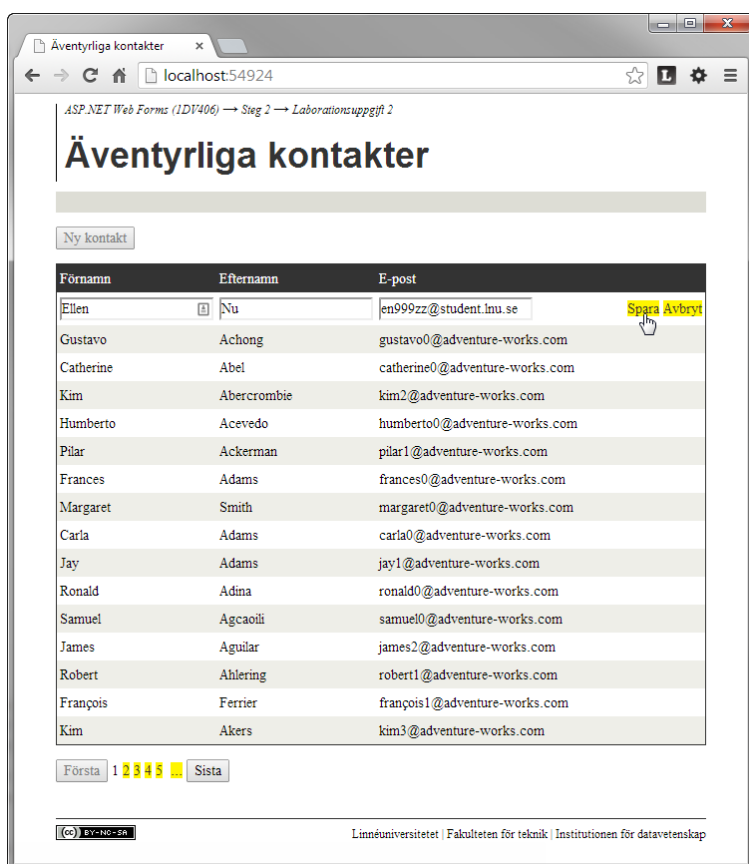 Äventyrliga kontakter
localhost:54924
ASP.NET Web Forms (1DV406) → Steg 2 → Laborationsuppgift 2
Äventyrliga kontakter
Ny kontakt
Förnamn Efternamn E-post
Ellen Nu en999zz@student.lnu.se Spara Avbryt
Gustavo Achong gustavo0@adventure-works.com
Catherine Abel catherine0@adventure-works.com
Kim Abercrombie kim2@adventure-works.com
Humberto Acevedo humberto0@adventure-works.com
Pilar Ackerman pilar1@adventure-works.com
Frances Adams frances0@adventure-works.com
Margaret Smith margaret0@adventure-works.com
Carla Adams carla0@adventure-works.com
Jay Adams jay1@adventure-works.com
Ronald Adina ronald0@adventure-works.com
Samuel Agcaoili samuel0@adventure-works.com
James Aguilar james2@adventure-works.com
Robert Ahlering robert1@adventure-works.com
François Ferrier françois1@adventure-works.com
Kim Akers kim3@adventure-works.com
Första 1 2 3 4 5 ... Sista
(cc) BY-NC-SA Linnéuniversitetet | Fakulteten för teknik | Institutionen för datavetenskap